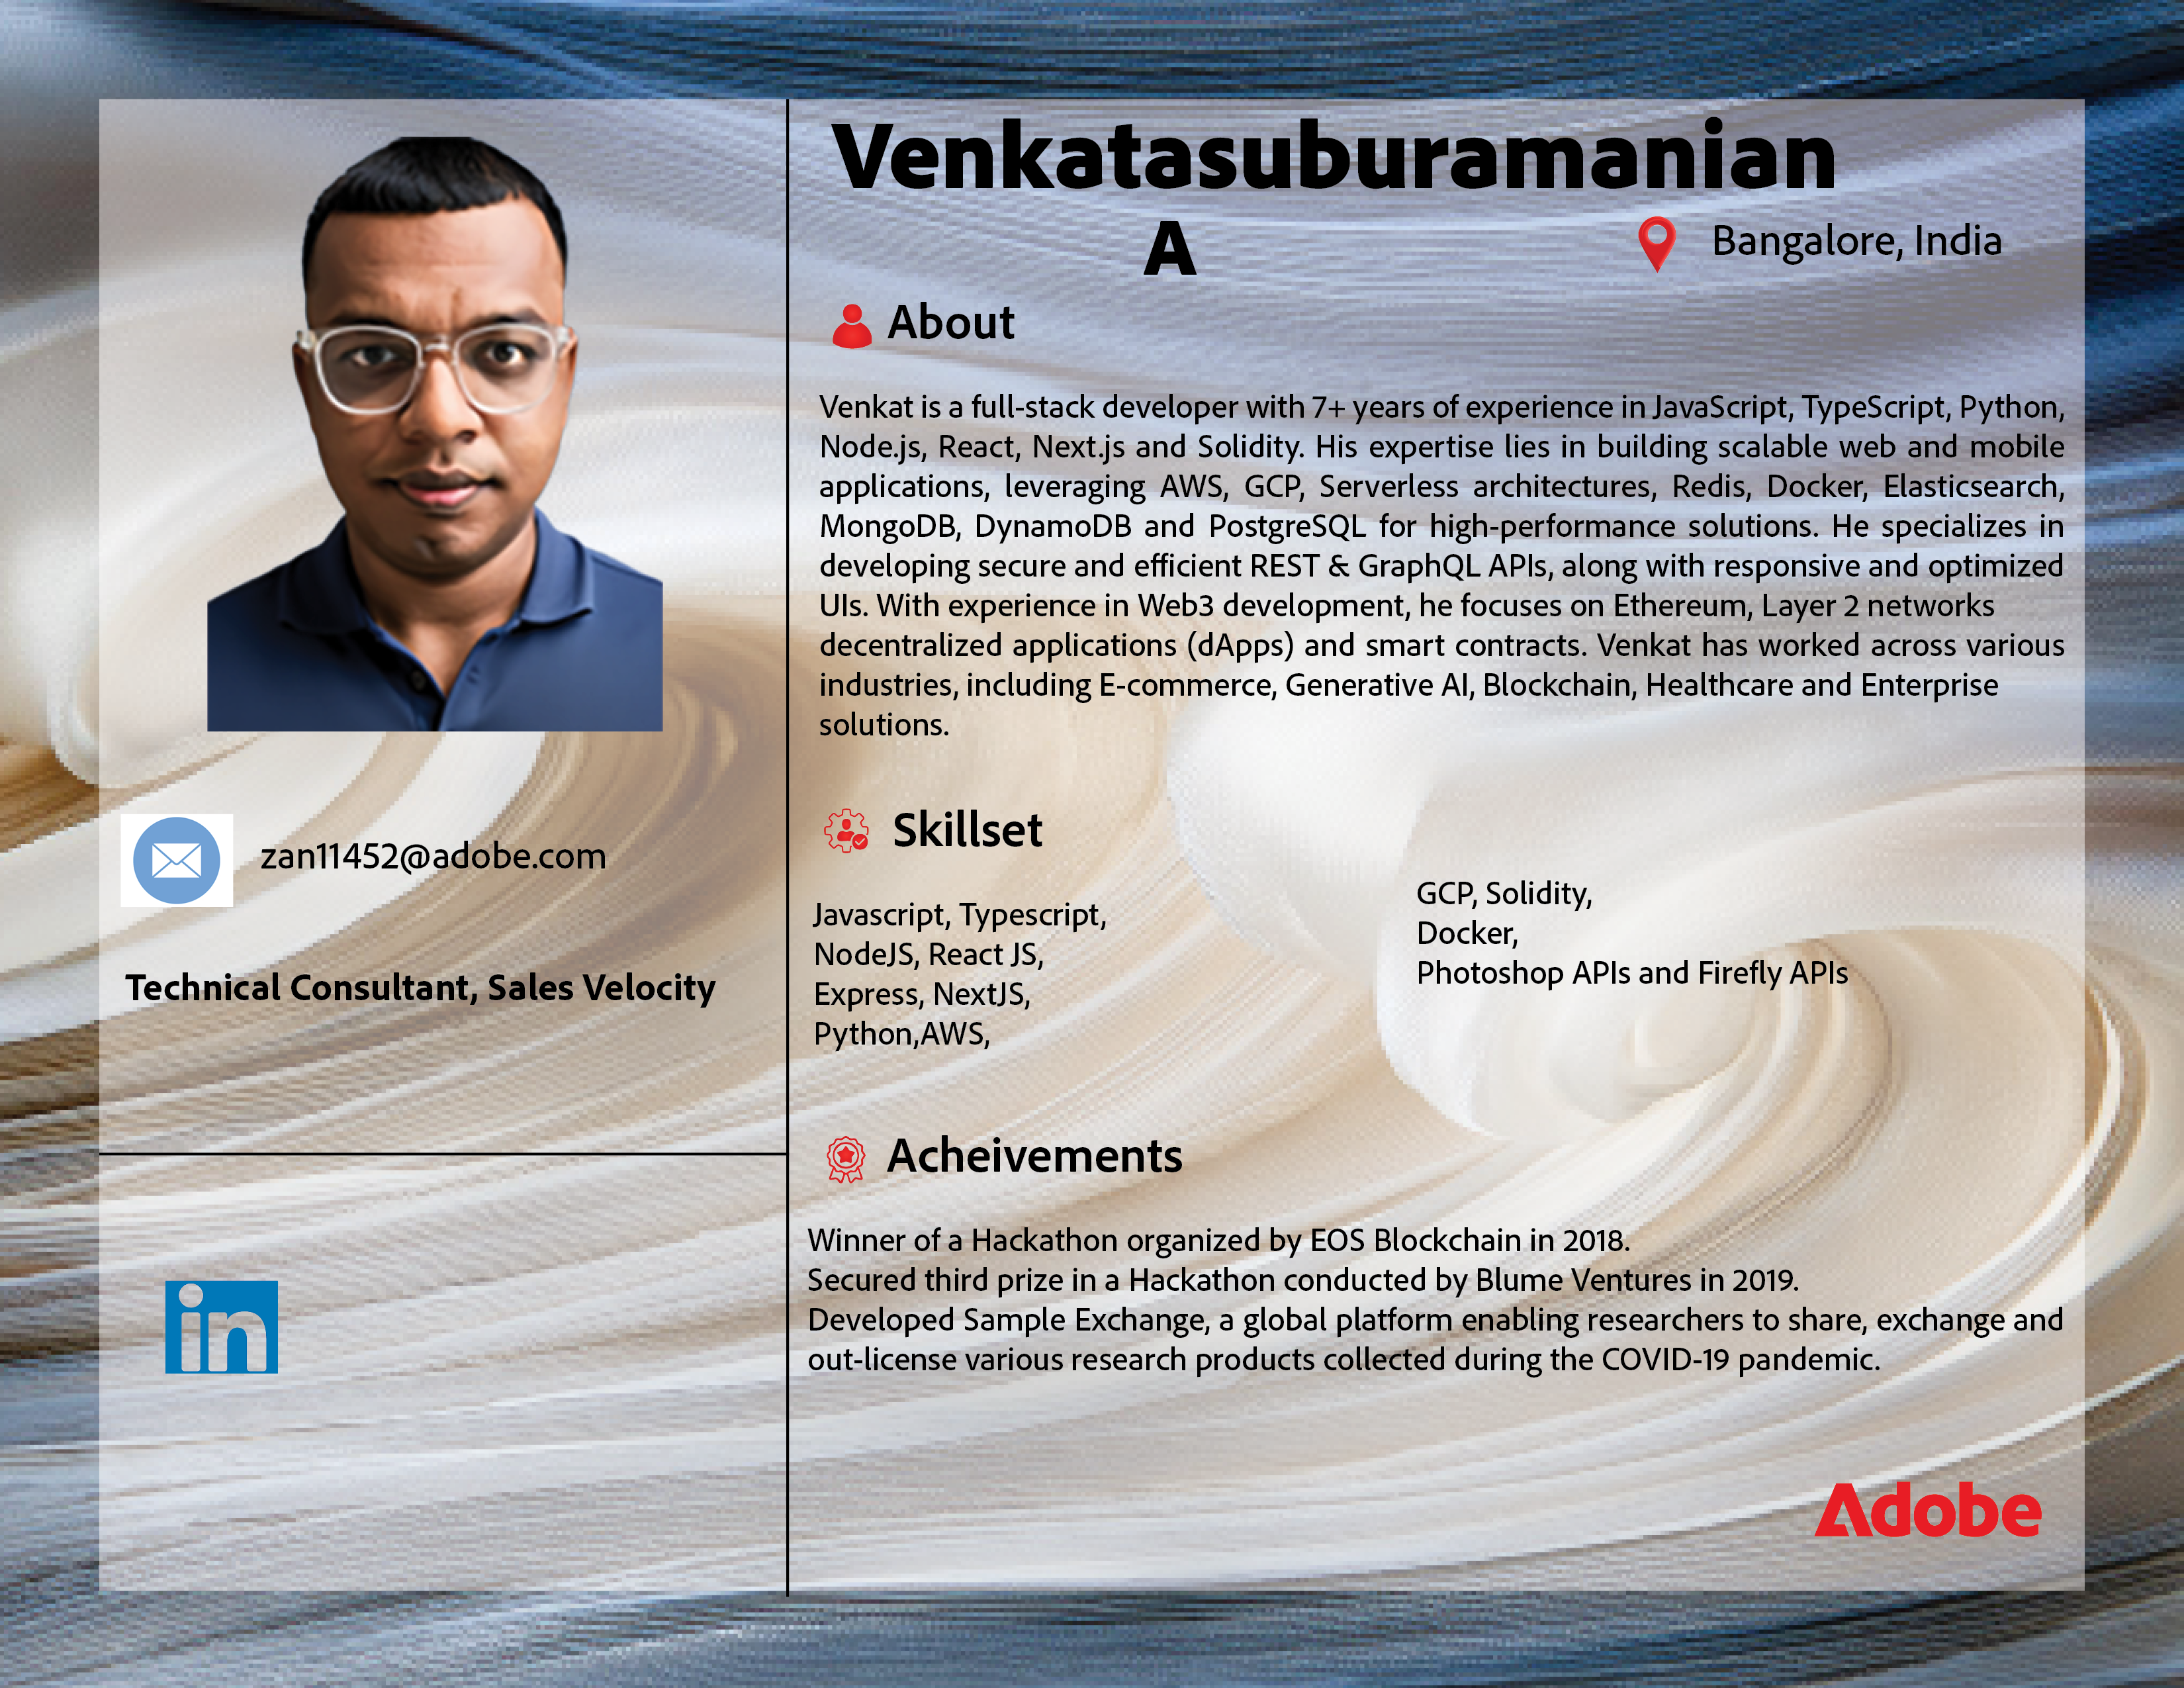 Venkatasuburamanian
A
Bangalore, India
About
Venkat is a full-stack developer with 7+ years of experience in JavaScript, TypeScript, Python,
Node.js, React, Next.js and Solidity. His expertise lies in building scalable web and mobile
applications, leveraging AWS, GCP, Serverless architectures, Redis, Docker, Elasticsearch,
MongoDB, DynamoDB and PostgreSQL for high-performance solutions. He specializes in
developing secure and efficient REST & GraphQL APIs, along with responsive and optimized
UIs. With experience in Web3 development, he focuses on Ethereum, Layer 2 networks
decentralized applications (dApps) and smart contracts. Venkat has worked across various
industries, including E-commerce, Generative AI, Blockchain, Healthcare and Enterprise
solutions.
zan11452@adobe.com
Technical Consultant, Sales Velocity
in
Skillset
Javascript, Typescript,
NodeJS, React JS,
Express, NextJS,
Python,AWS,
GCP, Solidity,
Docker,
Photoshop APIs and Firefly APIs
Acheivements
Winner of a Hackathon organized by EOS Blockchain in 2018.
Secured third prize in a Hackathon conducted by Blume Ventures in 2019.
Developed Sample Exchange, a global platform enabling researchers to share, exchange and
out-license various research products collected during the COVID-19 pandemic.
Adobe